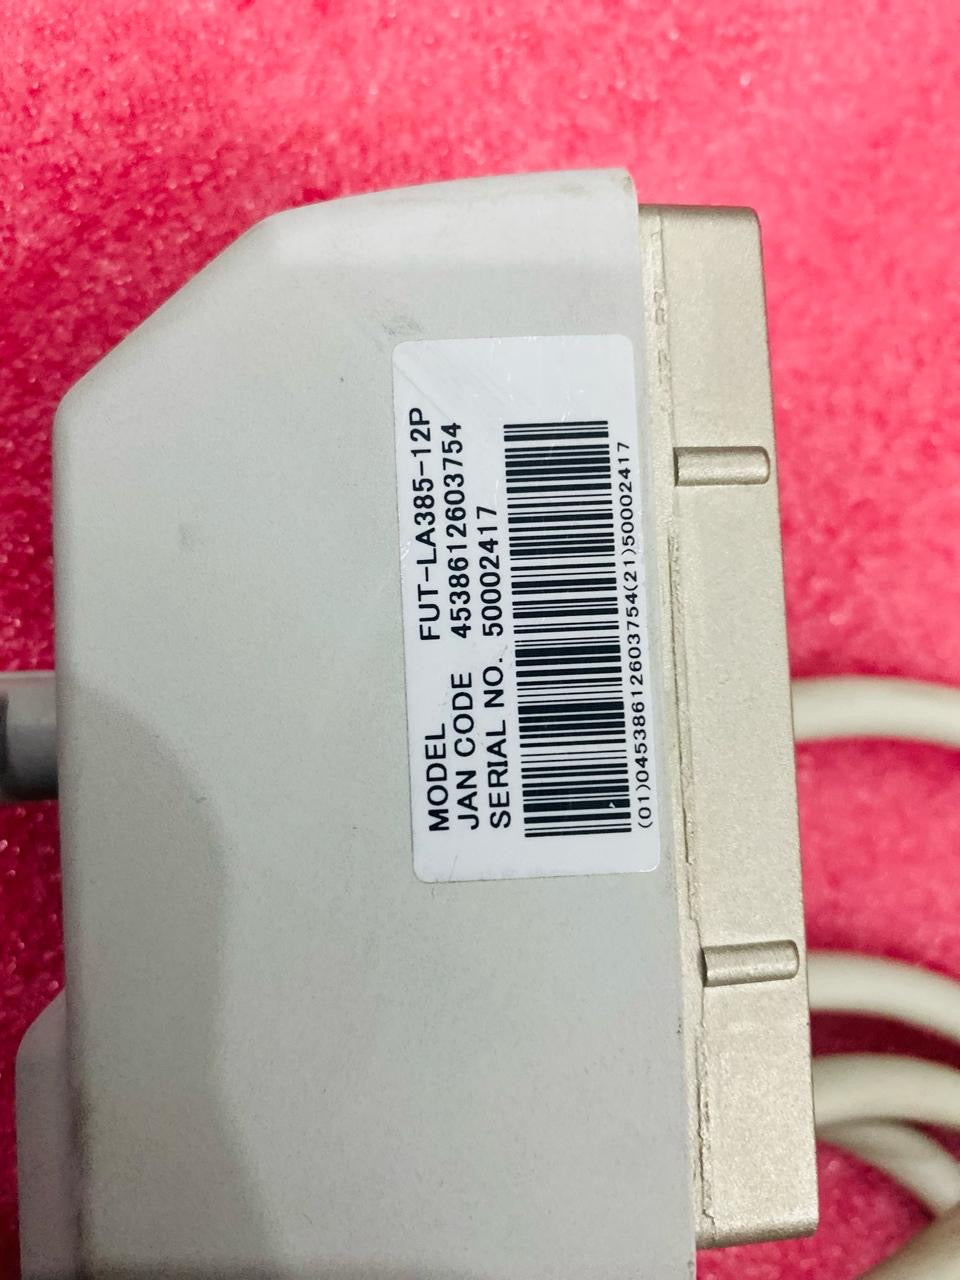 MODEL FUT-LA385-12P
JAN CODE 4538612603754
SERIAL NO. 50002417
(01)04538612603754(21)50002417